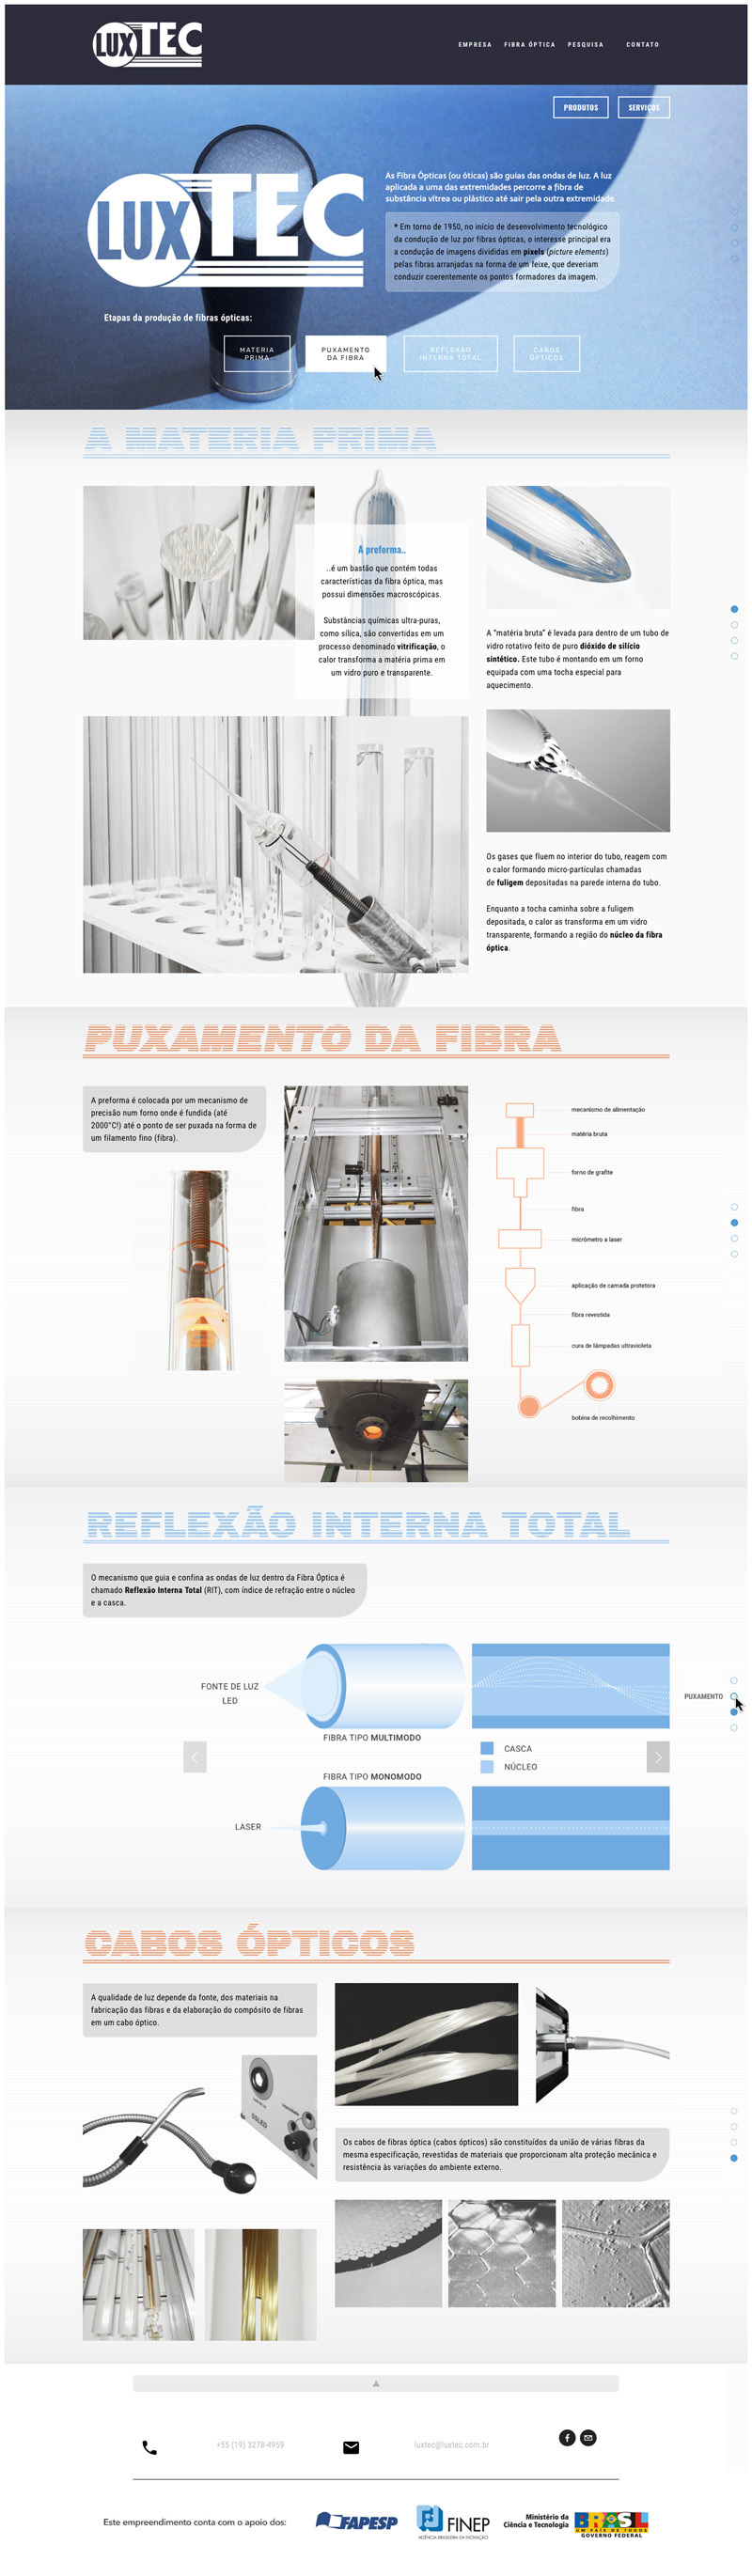 LUXTEC
EMPRESA FIBRA ÓPTICA PESQUISA CONTATO
PRODUTOS SERVIÇOS
LUXTEC
As Fibra Ópticas (ou óticas) são guias das ondas de luz. A luz
aplicada a uma das extremidades percorre a fibra de
substância vítrea ou plástico até sair pela outra extremidade.
* Em torno de 1950, no início de desenvolvimento tecnológico
da condução de luz por fibras ópticas, o interesse principal era
a condução de imagens divididas em pixels (picture elements)
pelas fibras arranjadas na forma de um feixe, que deveriam
conduzir coerentemente os pontos formadores da imagem.
Etapas da produção de fibras ópticas:
MATERIA
PRIMA
PUXAMENTO
DA FIBRA
REFLEXÃO
INTERNA TOTAL
CABOS
ÓPTICOS
A MATERIA PRIMA
A preforma..
..é um bastão que contém todas
características da fibra óptica, mas
possui dimensões macroscópicas.
Substâncias químicas ultra-puras,
como sílica, são convertidas em um
processo denominado vitrificação, o
calor transforma a matéria prima em
um vidro puro e transparente.
A "matéria bruta" é levada para dentro de um tubo de
vidro rotativo feito de puro dióxido de silício
sintético. Este tubo é montando em um forno
equipada com uma tocha especial para
aquecimento.
Os gases que fluem no interior do tubo, reagem com
o calor formando micro-partículas chamadas
de fuligem depositadas na parede interna do tubo.
Enquanto a tocha caminha sobre a fuligem
depositada, o calor as transforma em um vidro
transparente, formando a região do núcleo da fibra
óptica.
PUXAMENTO DA FIBRA
A preforma é colocada por um mecanismo de
precisão num forno onde é fundida (até
2000°C!) até o ponto de ser puxada na forma de
um filamento fino (fibra).
mecanismo de alimentação
matéria bruta
forno de grafite
fibra
micrômetro a laser
aplicação de camada protetora
fibra revestida
cura de lâmpadas ultravioleta
bobina de recolhimento
REFLEXÃO INTERNA TOTAL
O mecanismo que guia e confina as ondas de luz dentro da Fibra Óptica é
chamado Reflexão Interna Total (RIT), com índice de refração entre o núcleo
e a casca.
FONTE DE LUZ
LED
PUXAMENTO
FIBRA TIPO MULTIMODO
CASCA
NÚCLEO
FIBRA TIPO MONOMODO
LASER
CABOS ÓPTICOS
A qualidade de luz depende da fonte, dos materiais na
fabricação das fibras e da elaboração do compósito de fibras
em um cabo óptico.
Os cabos de fibras óptica (cabos ópticos) são constituídos da união de várias fibras da
mesma especificação, revestidas de materiais que proporcionam alta proteção mecânica e
resistência às variações do ambiente externo.
+55 (19) 3278-4959
luxtec@luxtec.com.br
Este empreendimento conta com o apoio dos:
FAPESP
FINEP
AGÊNCIA BRASILEIRA DA INOVAÇÃO
Ministério da
Ciência e Tecnologia
BRASIL
UM PAÍS DE TODOS
GOVERNO FEDERAL